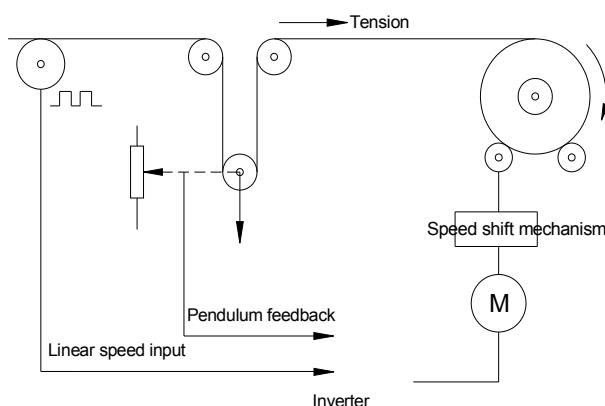 Tension
Speed shift mechanism
M
Pendulum feedback
Linear speed input
Inverter